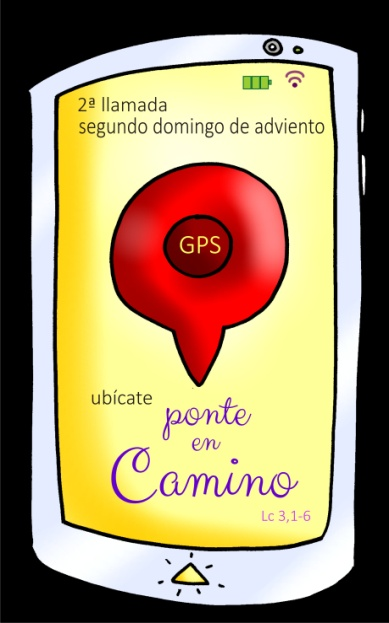 2ª llamada
segundo domingo de adviento
GPS
ubícate
ponte
en
Camino
Lc 3,1-6